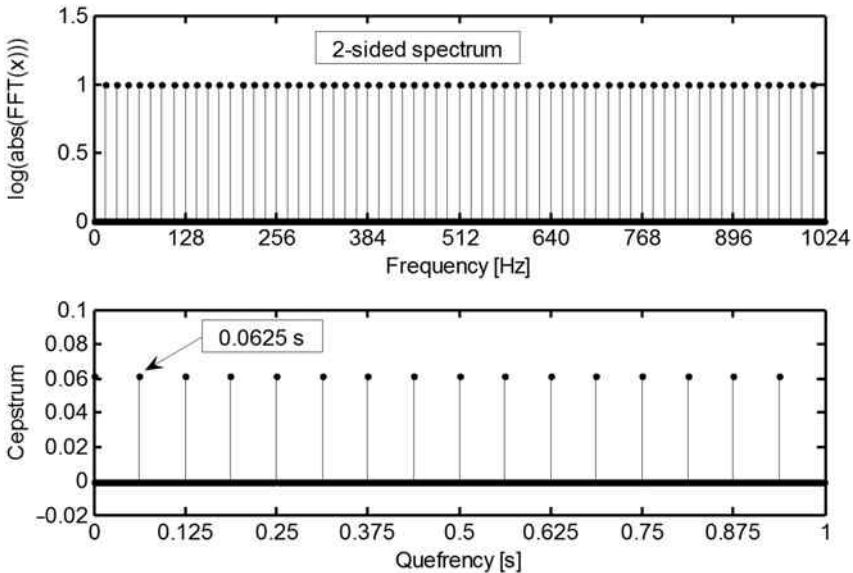 1.5
2-sided spectrum
1
0.5
0
log(abs(FFT(x)))
0 128 256 384 512 640 768 896 1024
Frequency [Hz]
0.1
0.08
0.0625 s
0.06
0.04
0.02
0
–0.02
Cepstrum
0 0.125 0.25 0.375 0.5 0.625 0.75 0.875 1
Quefrency [s]